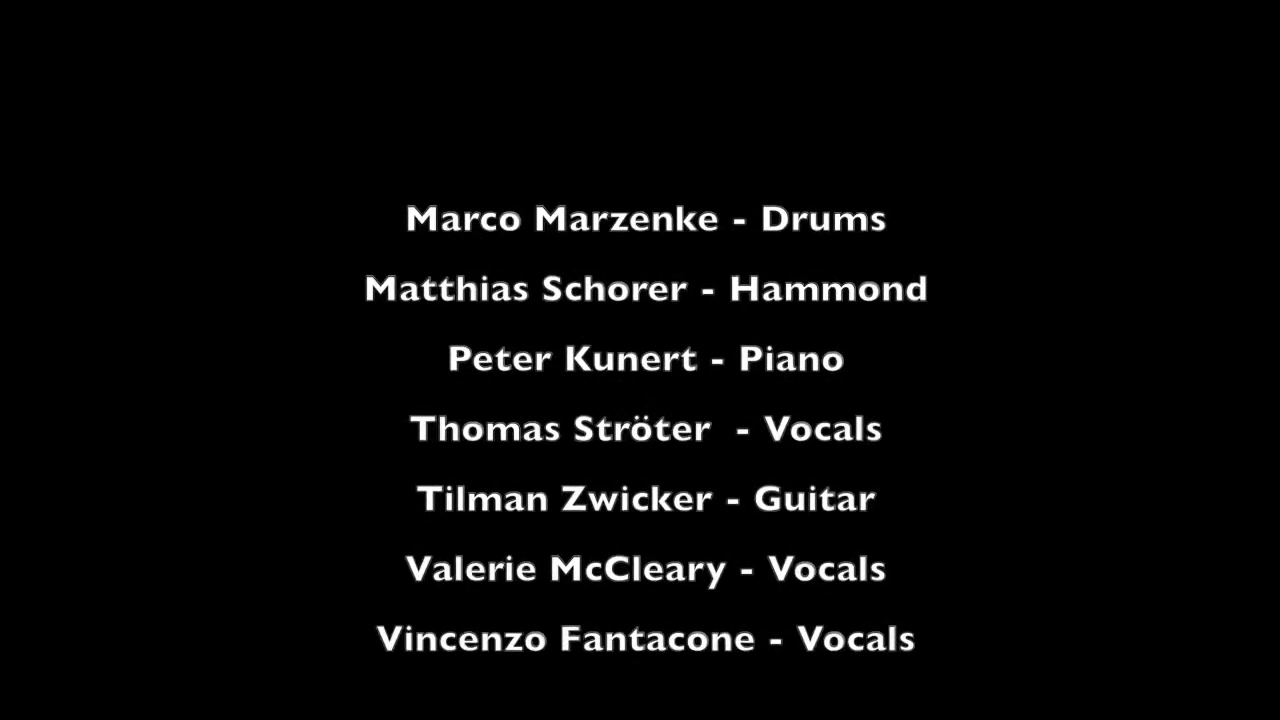 Marco Marzenke - Drums
Matthias Schorer - Hammond
Peter Kunert - Piano
Thomas Ströter  - Vocals
Tilman Zwicker - Guitar
Valerie McCleary - Vocals
Vincenzo Fantacone - Vocals